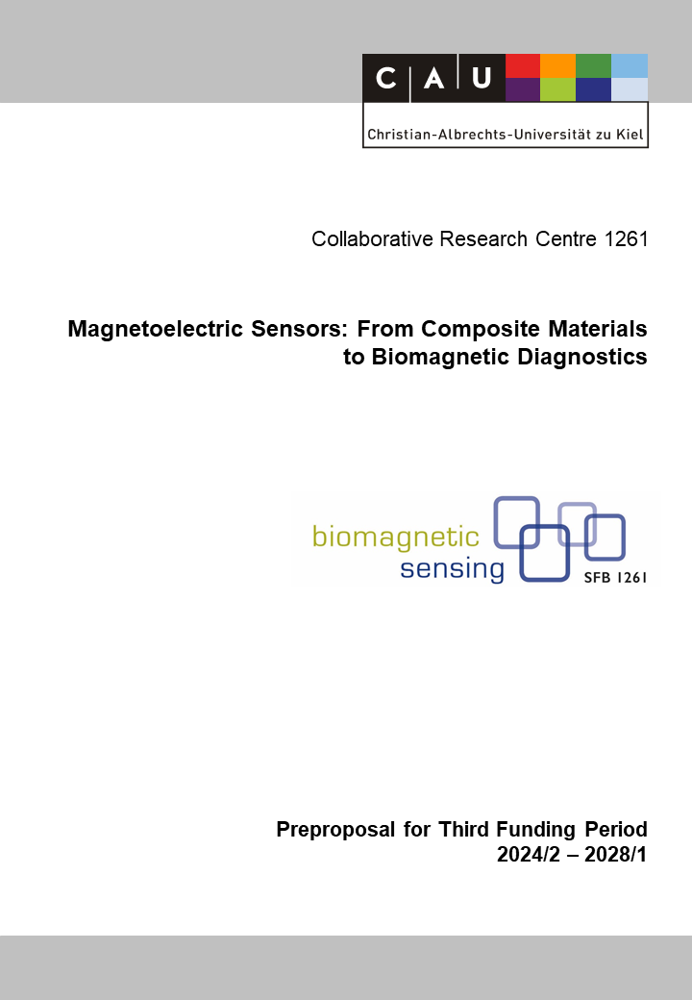 CAU
Christian-Albrechts-Universität zu Kiel
Collaborative Research Centre 1261
Magnetoelectric Sensors: From Composite Materials
to Biomagnetic Diagnostics
biomagnetic
sensing
SFB 1261
Preproposal for Third Funding Period
2024/2 – 2028/1